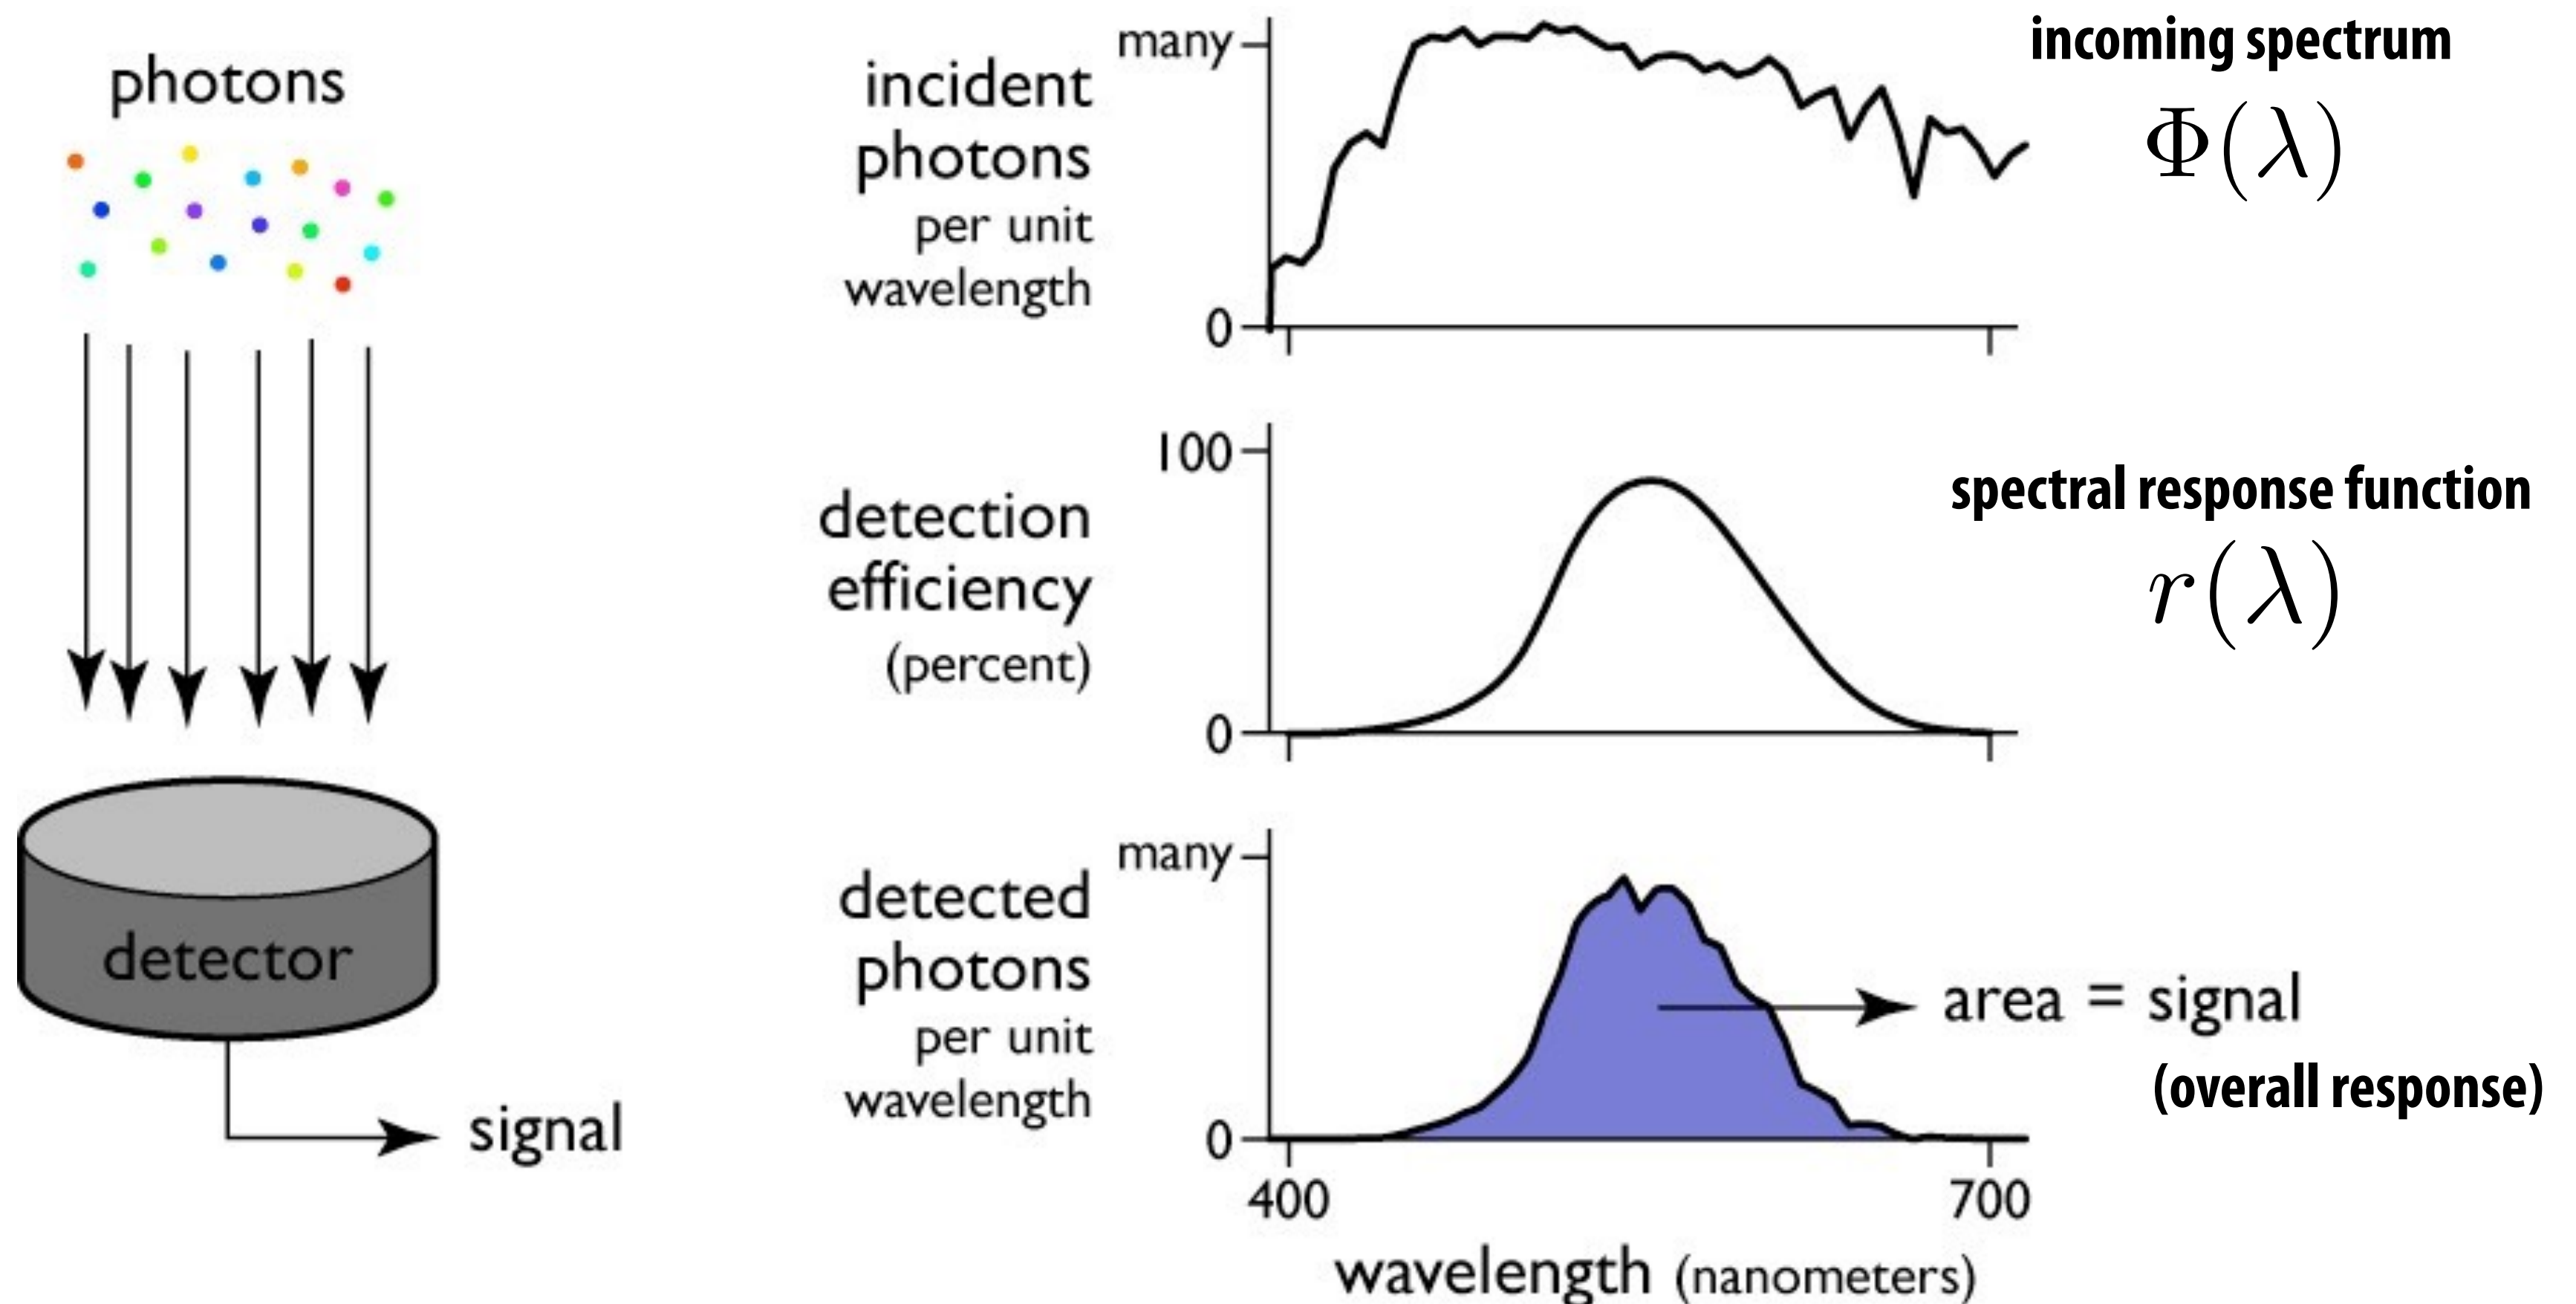 photons
detector
signal
incident
photons
per unit
wavelength
many
0
incoming spectrum
Φ(λ)
detection
efficiency
(percent)
100
0
spectral response function
r(λ)
detected
photons
per unit
wavelength
many
0
area = signal
(overall response)
400
700
wavelength (nanometers)